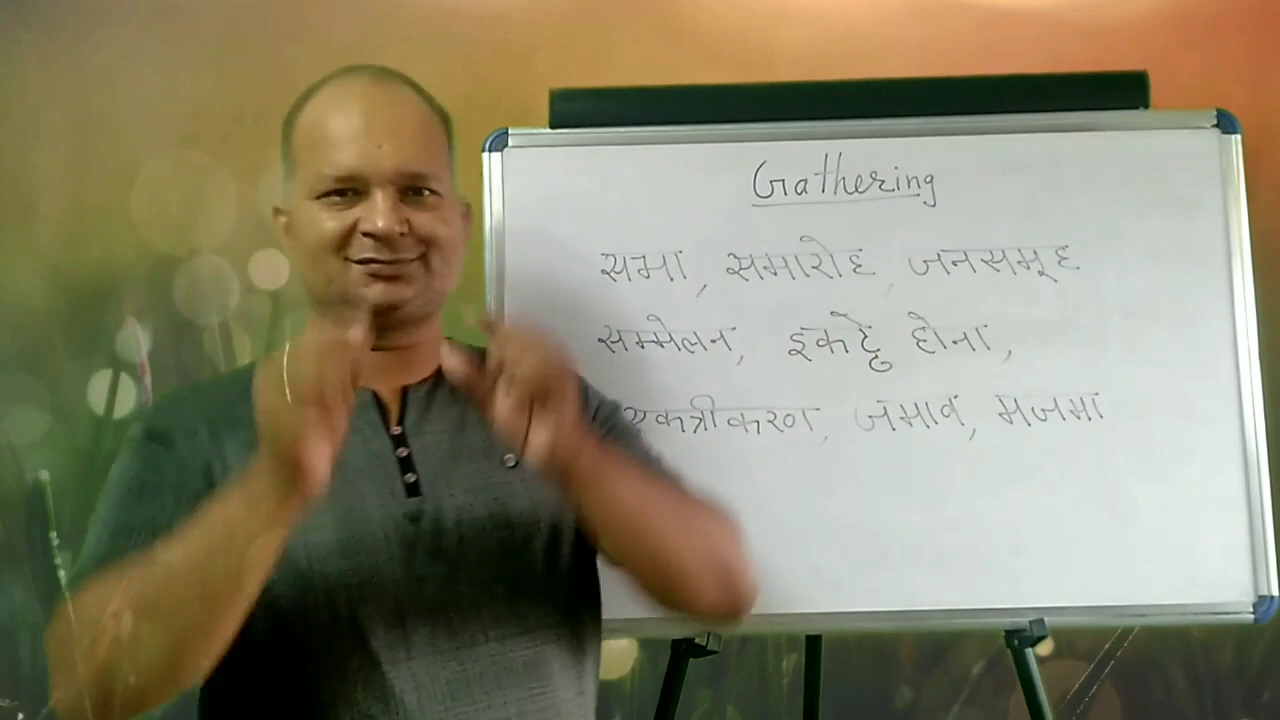 Gathering
सभा, समारोह, जनसमूह
सम्मेलन, इकट्ठे होना,
एकत्रीकरण, जमाव, मजमा